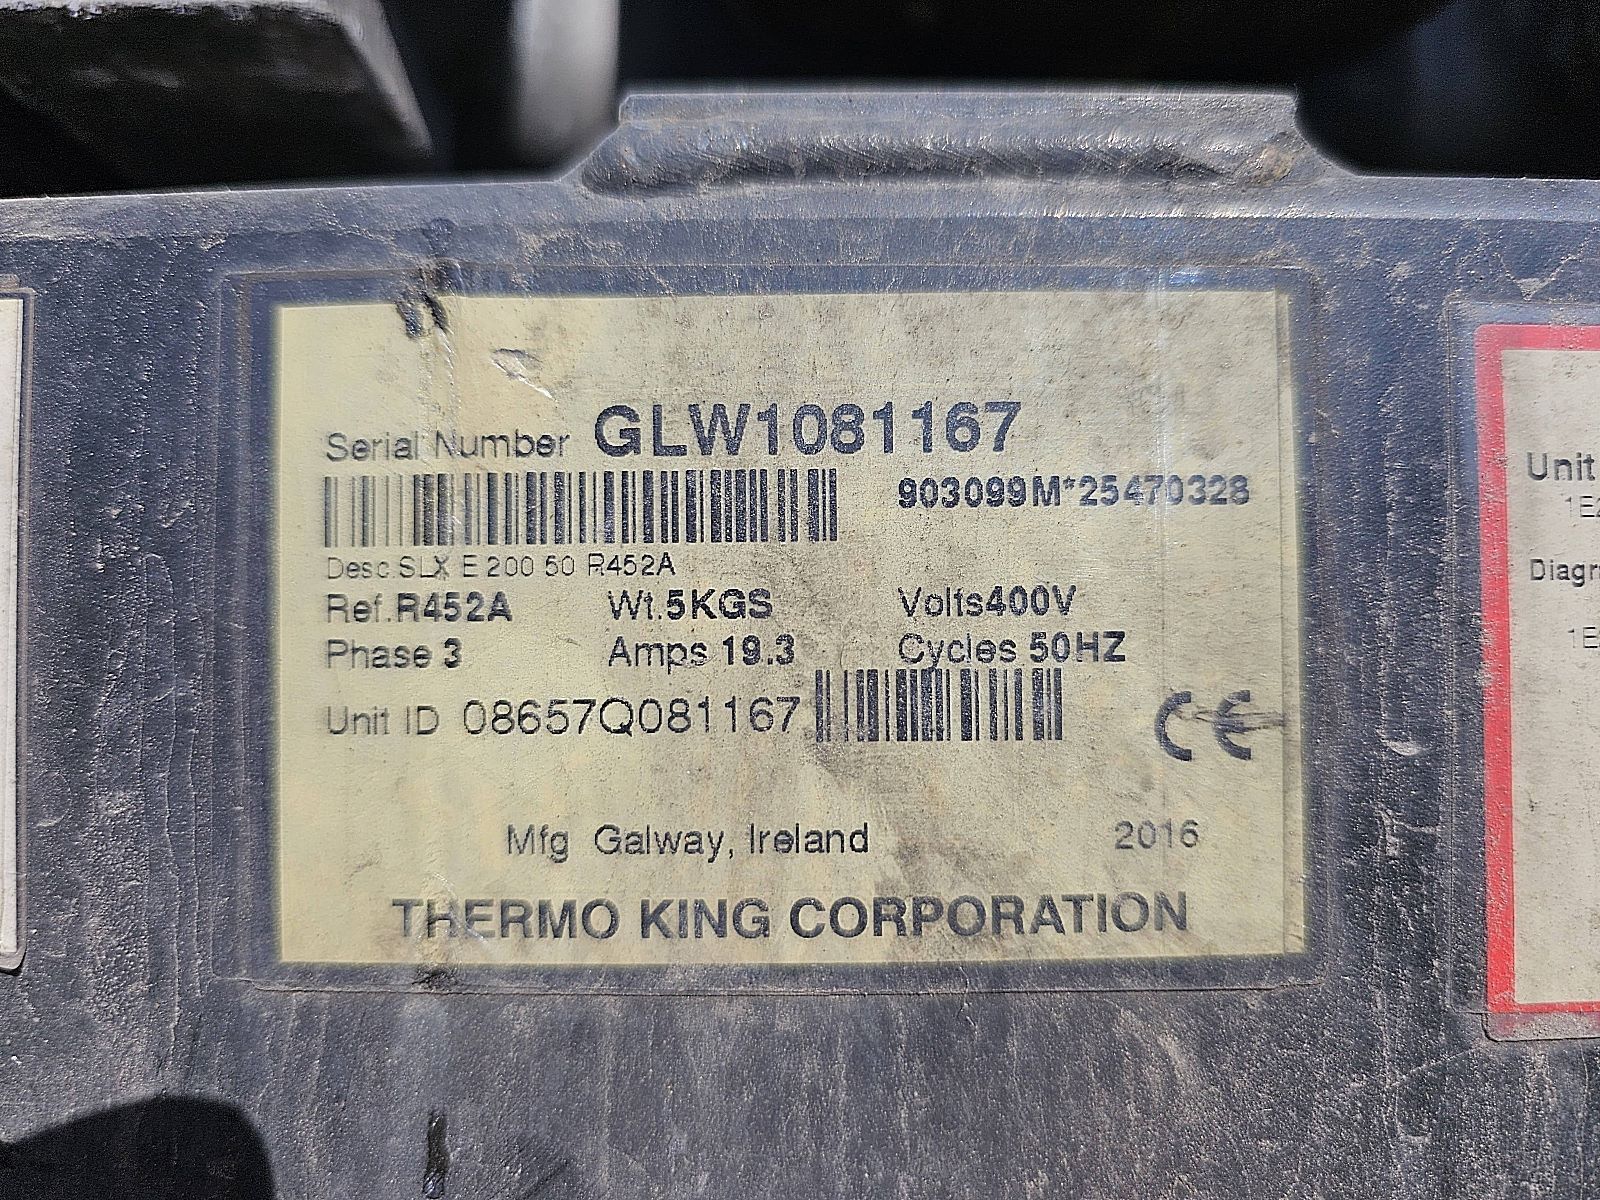 Serial Number GLW1081167
903099M*25470328
Desc.SLX E 200 50 R452A
Ref.R452A Wt.5KGS Volts400V
Phase 3 Amps 19.3 Cycles 50HZ
Unit ID 08657Q081167
CE
Mfg Galway, Ireland 2016
THERMO KING CORPORATION
Unit